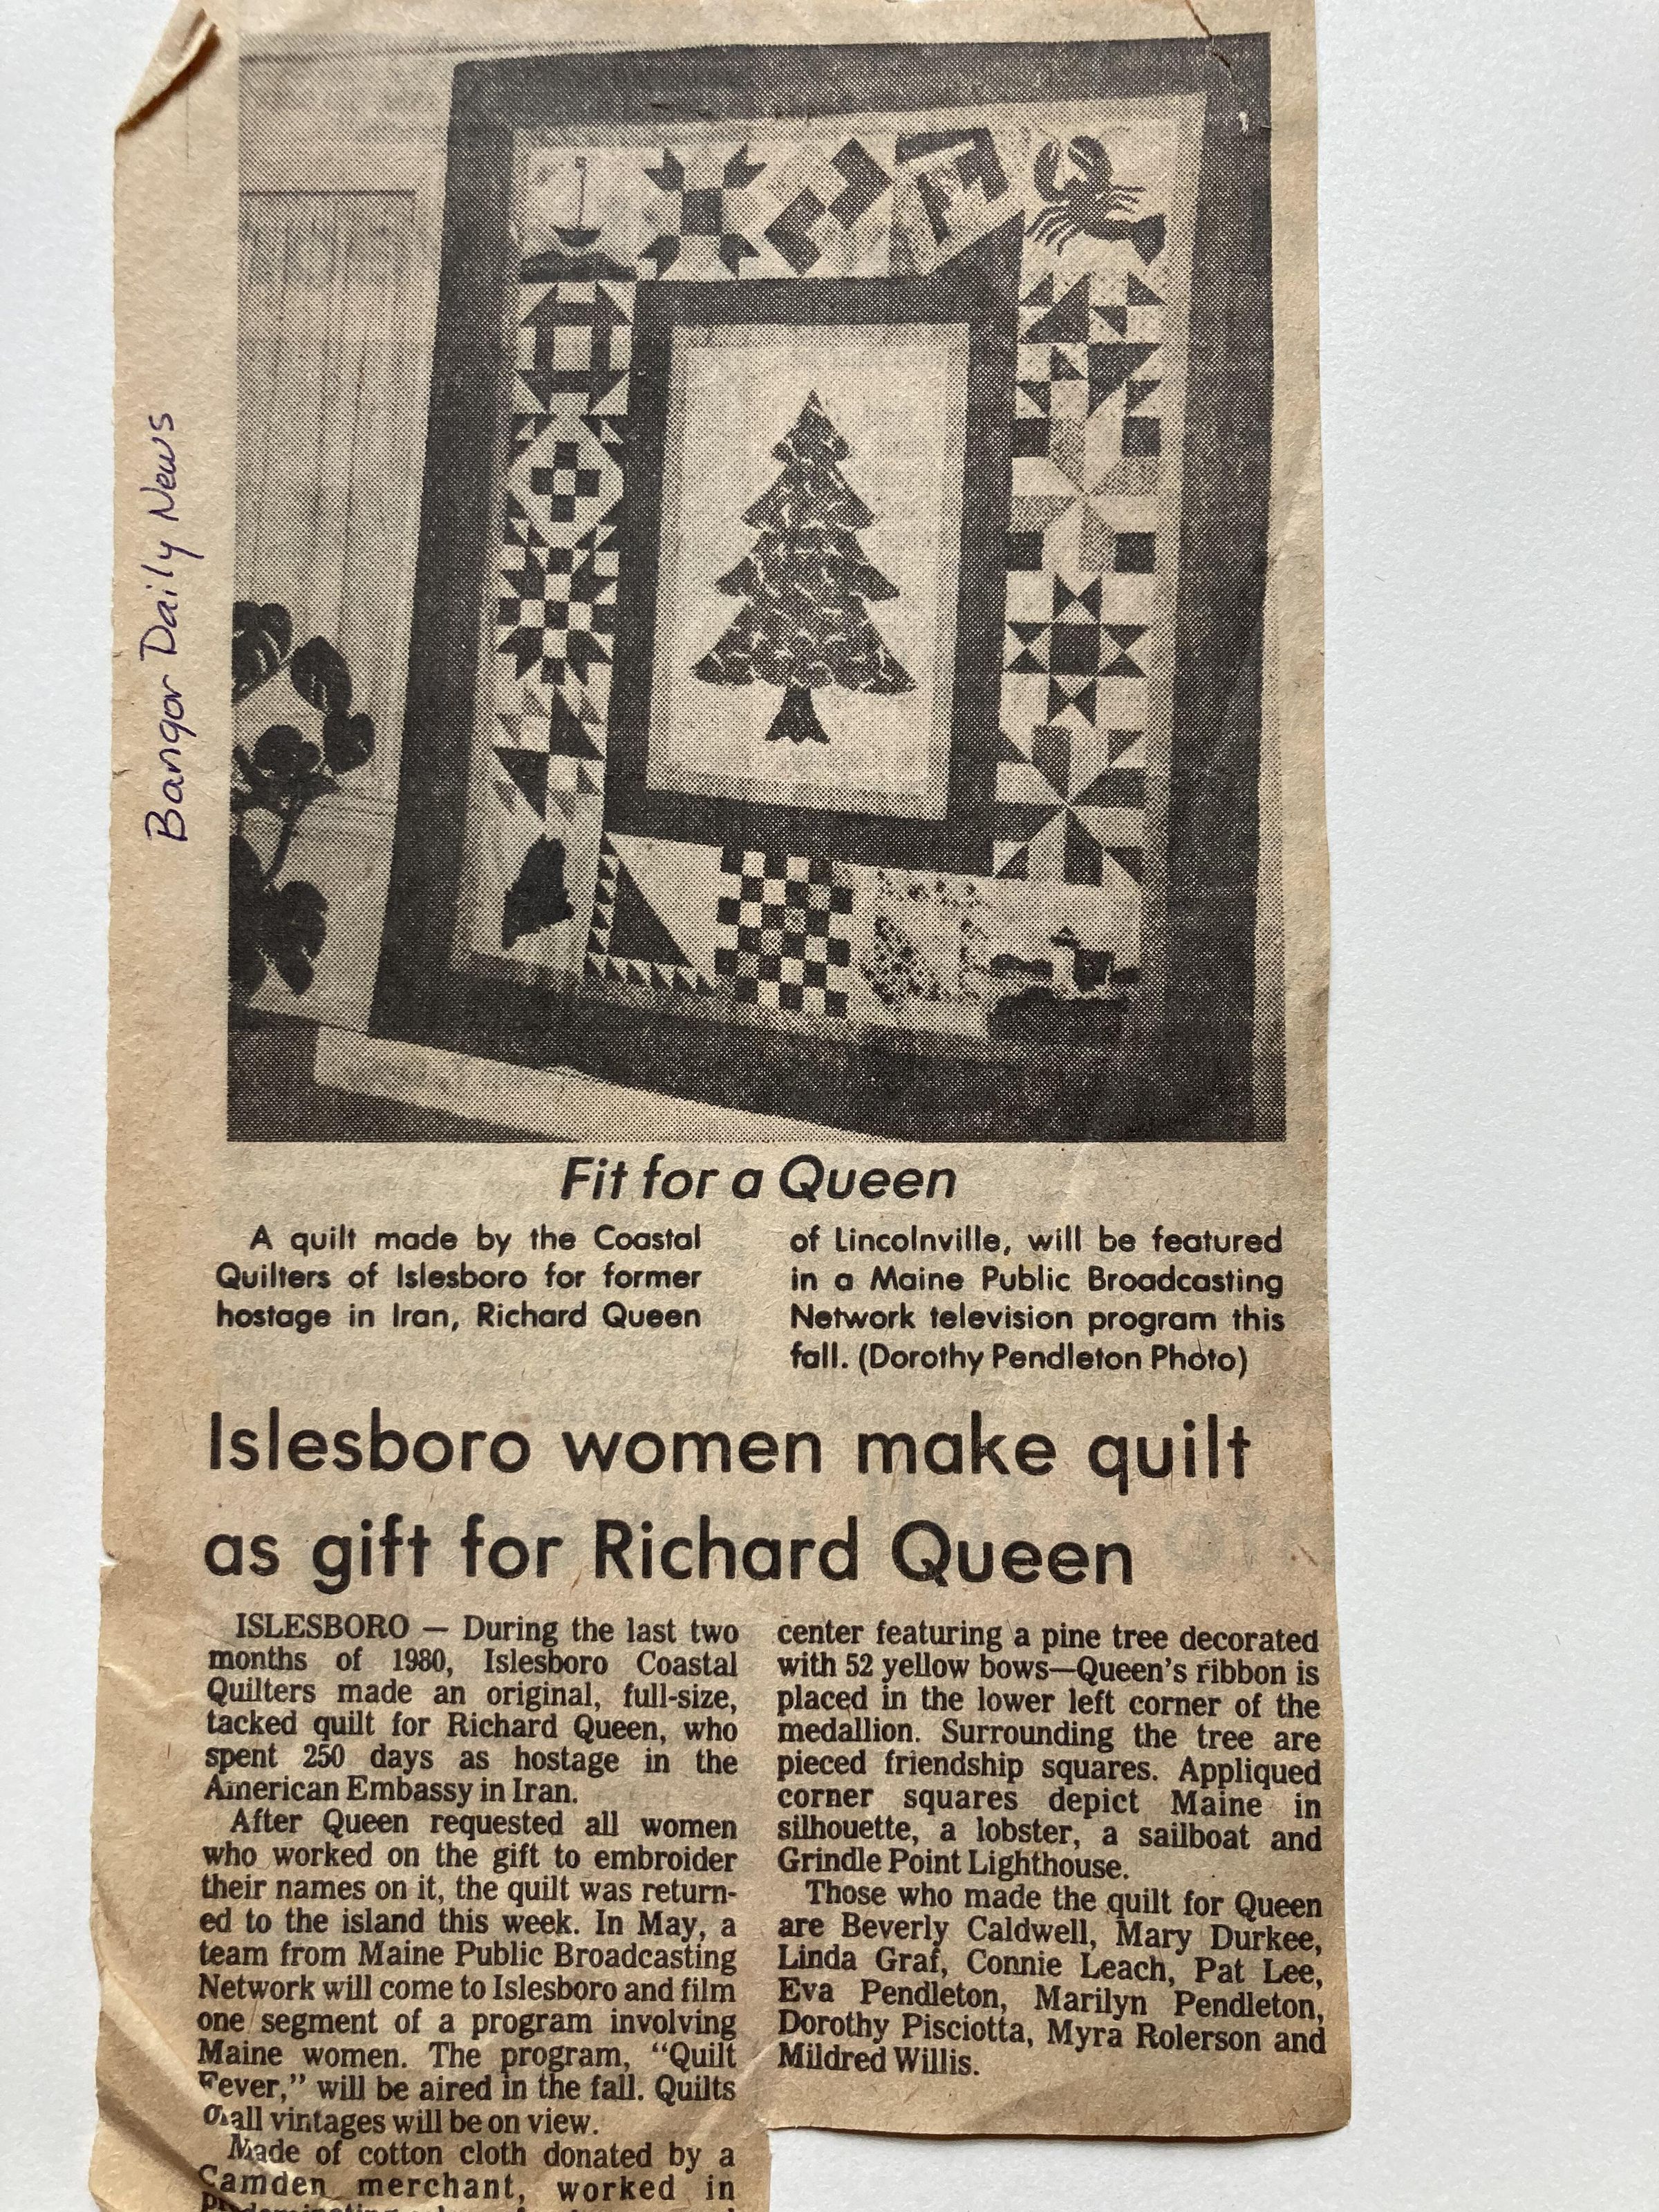 Bangor Daily News
Fit for a Queen
A quilt made by the Coastal
Quilters of Islesboro for former
hostage in Iran, Richard Queen
of Lincolnville, will be featured
in a Maine Public Broadcasting
Network television program this
fall. (Dorothy Pendleton Photo)
Islesboro women make quilt
as gift for Richard Queen
ISLESBORO — During the last two
months of 1980, Islesboro Coastal
Quilters made an original, full-size,
tacked quilt for Richard Queen, who
spent 250 days as hostage in the
American Embassy in Iran.
After Queen requested all women
who worked on the gift to embroider
their names on it, the quilt was return-
ed to the island this week. In May, a
team from Maine Public Broadcasting
Network will come to Islesboro and film
one segment of a program involving
Maine women. The program, “Quilt
Fever,” will be aired in the fall. Quilts
of all vintages will be on view.
Made of cotton cloth donated by a
Camden merchant, worked in
center featuring a pine tree decorated
with 52 yellow bows—Queen’s ribbon is
placed in the lower left corner of the
medallion. Surrounding the tree are
pieced friendship squares. Appliqued
corner squares depict Maine in
silhouette, a lobster, a sailboat and
Grindle Point Lighthouse.
Those who made the quilt for Queen
are Beverly Caldwell, Mary Durkee,
Linda Graf, Connie Leach, Pat Lee,
Eva Pendleton, Marilyn Pendleton,
Dorothy Pisciotta, Myra Rolerson and
Mildred Willis.